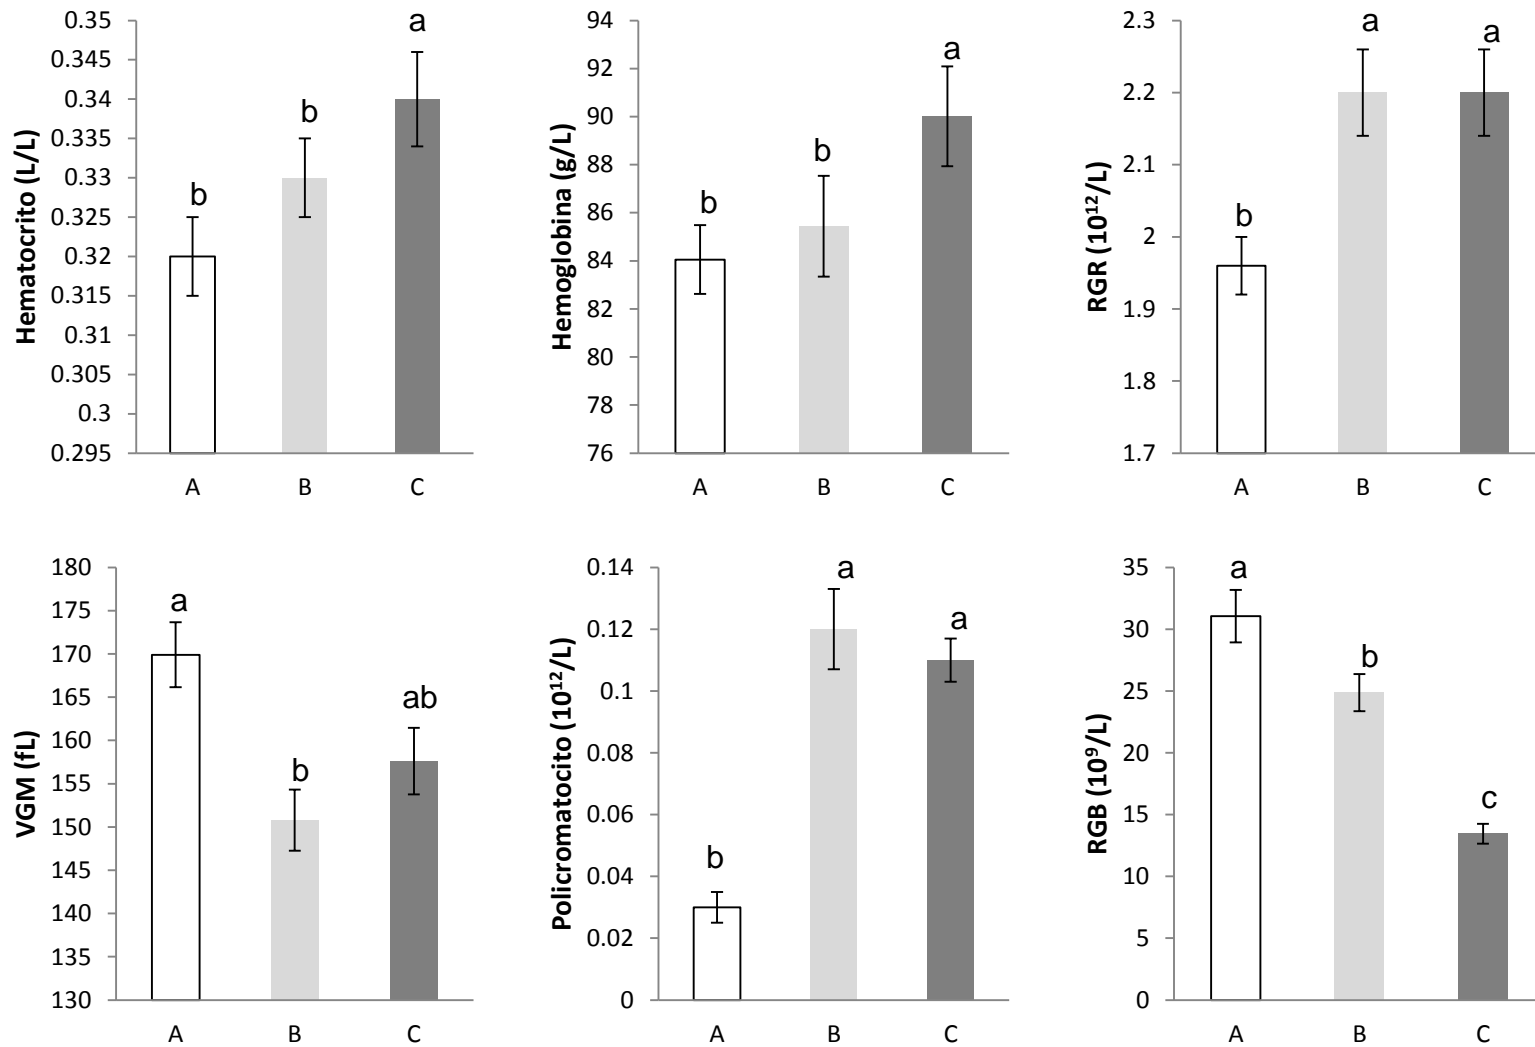 Hematocrito (L/L)
0.35
0.345
0.34
0.335
0.33
0.325
0.32
0.315
0.31
0.305
0.3
0.295
b
b
a
A B C
Hemoglobina (g/L)
94
92
90
88
86
84
82
80
78
76
b
b
a
A B C
RGR (10¹²/L)
2.3
2.2
2.1
2
1.9
1.8
1.7
b
a
a
A B C
VGM (fL)
180
175
170
165
160
155
150
145
140
135
130
a
b
ab
A B C
Policromatocito (10¹²/L)
0.14
0.12
0.1
0.08
0.06
0.04
0.02
0
b
a
a
A B C
RGB (10⁹/L)
35
30
25
20
15
10
5
0
a
b
c
A B C